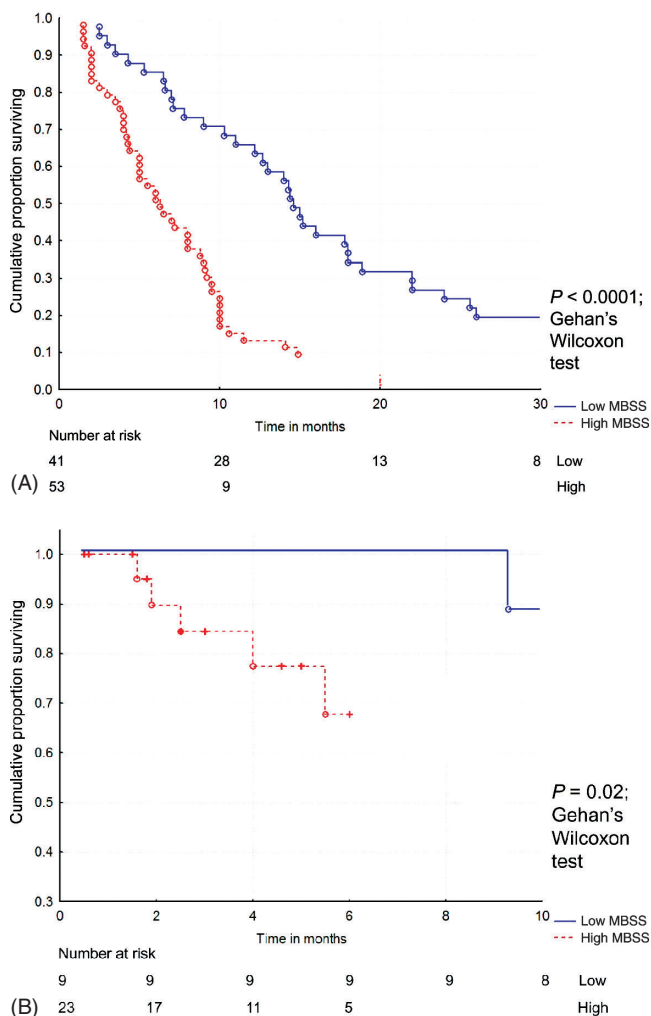 1.0
0.9
0.8
0.7
0.6
0.5
0.4
0.3
0.2
0.1
0.0
Cumulative proportion surviving
0 10 20 30
Time in months
P < 0.0001;
Gehan's
Wilcoxon
test
Low MBSS
High MBSS
Number at risk
41 28 13 8 Low
53 9 High
(A)
1.0
0.9
0.8
0.7
0.6
0.5
0.4
0.3
Cumulative proportion surviving
0 2 4 6 8 10
Time in months
P = 0.02;
Gehan's
Wilcoxon
test
Low MBSS
High MBSS
Number at risk
9 9 9 9 9 8 Low
23 17 11 5 High
(B)